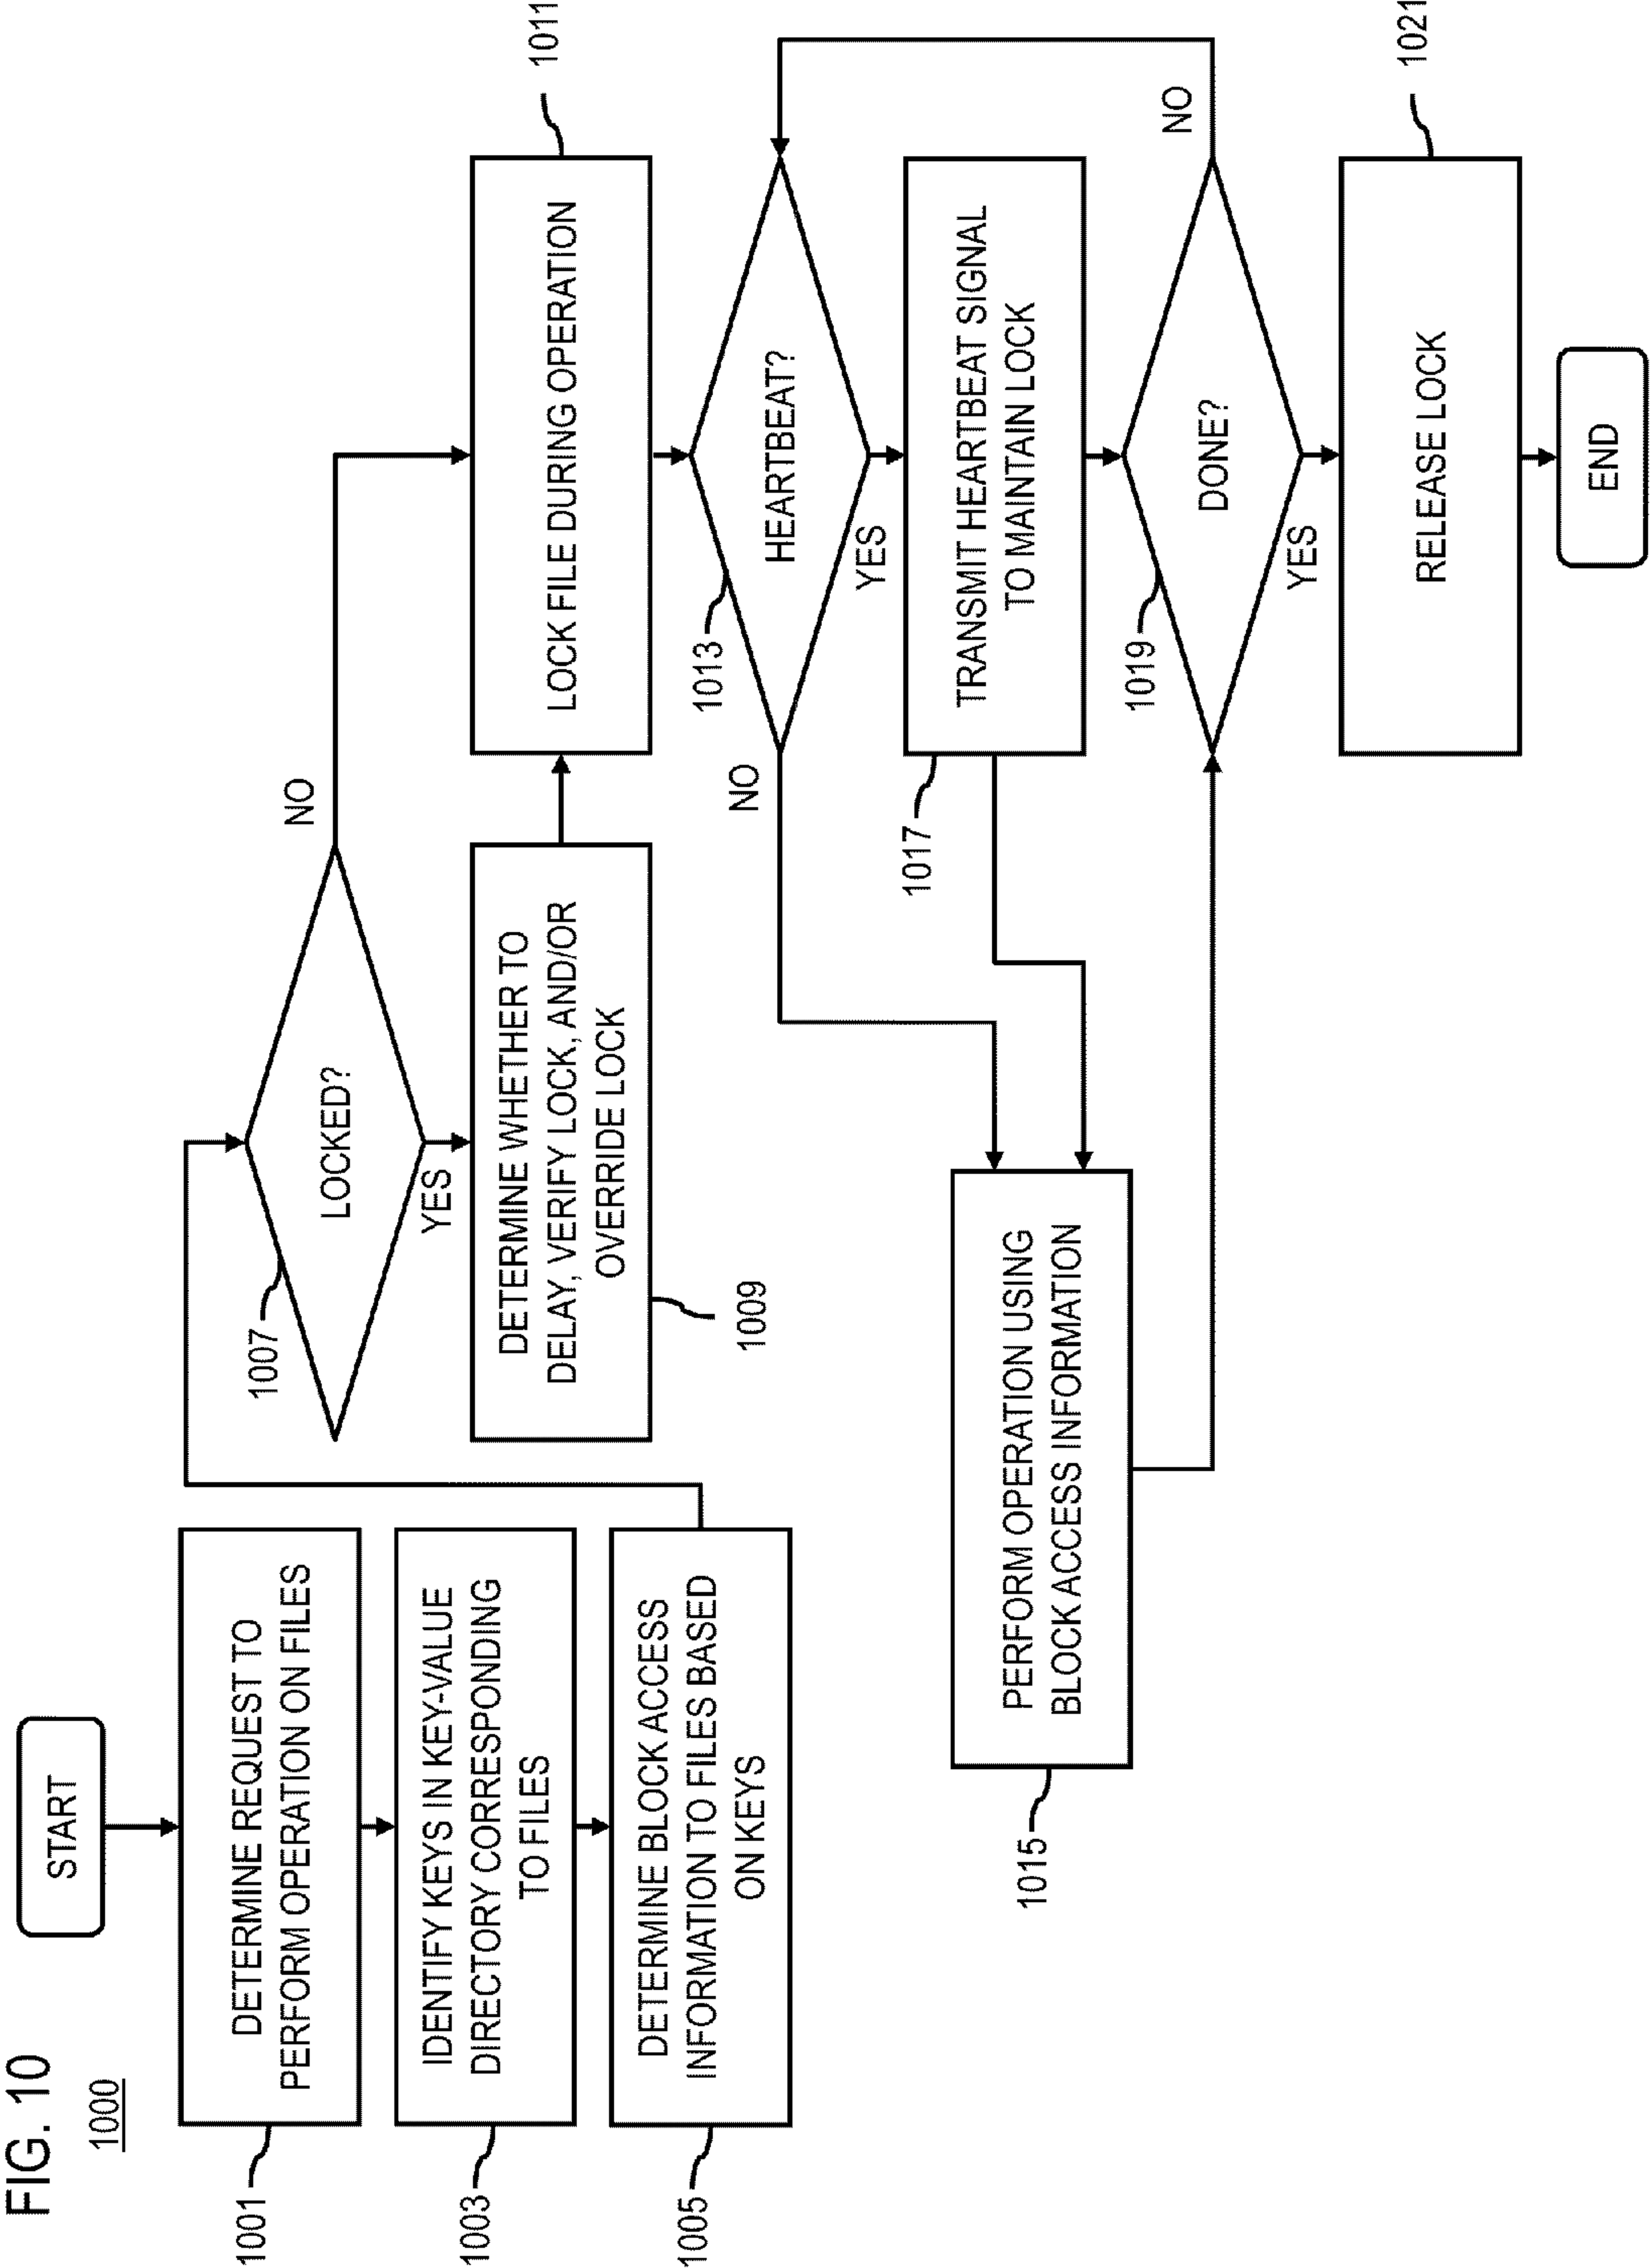 FIG. 10
1000
START
1001
DETERMINE REQUEST TO
PERFORM OPERATION ON FILES
1003
IDENTIFY KEYS IN KEY-VALUE
DIRECTORY CORRESPONDING
TO FILES
1005
DETERMINE BLOCK ACCESS
INFORMATION TO FILES BASED
ON KEYS
1007
LOCKED?
NO
YES
DETERMINE WHETHER TO
DELAY, VERIFY LOCK, AND/OR
OVERRIDE LOCK
1009
LOCK FILE DURING OPERATION
1011
1013
HEARTBEAT?
NO
YES
1015
PERFORM OPERATION USING
BLOCK ACCESS INFORMATION
1017
TRANSMIT HEARTBEAT SIGNAL
TO MAINTAIN LOCK
1019
DONE?
NO
YES
RELEASE LOCK
1021
END